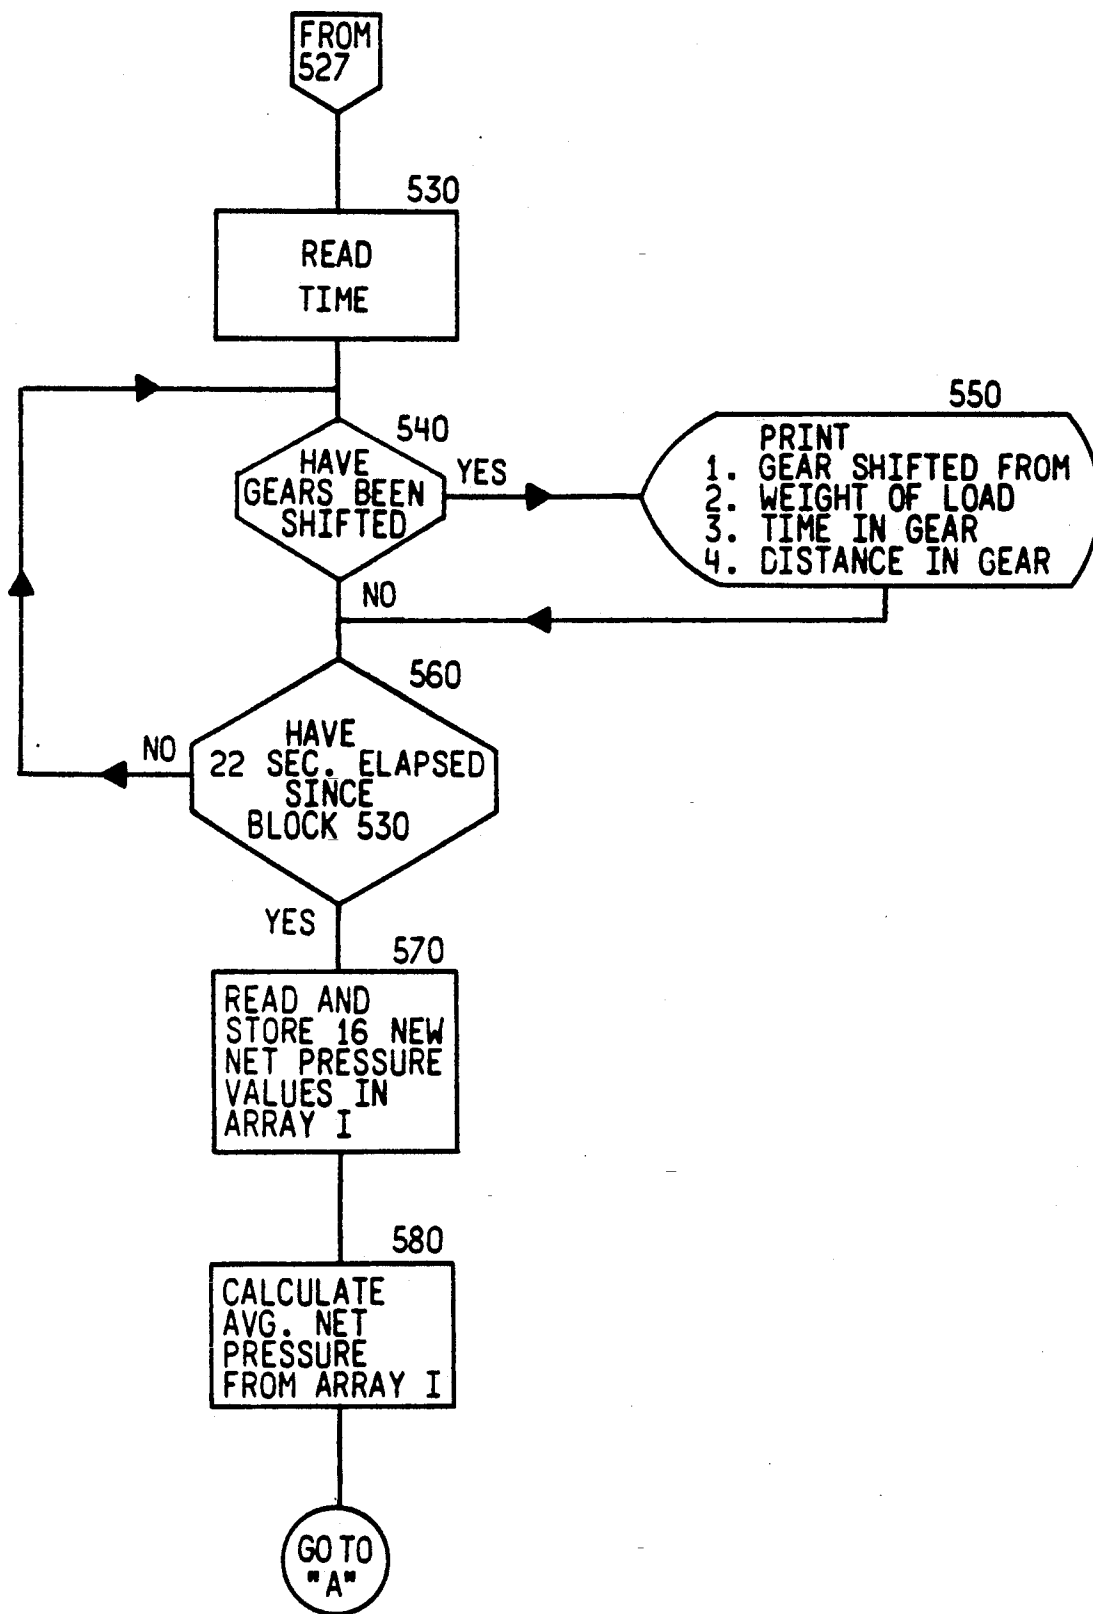 FROM
527
530
READ
TIME
540
HAVE
GEARS BEEN
SHIFTED
YES
550
PRINT
1. GEAR SHIFTED FROM
2. WEIGHT OF LOAD
3. TIME IN GEAR
4. DISTANCE IN GEAR
NO
560
HAVE
22 SEC. ELAPSED
SINCE
BLOCK 530
NO
YES
570
READ AND
STORE 16 NEW
NET PRESSURE
VALUES IN
ARRAY I
580
CALCULATE
AVG. NET
PRESSURE
FROM ARRAY I
GO TO
"A"